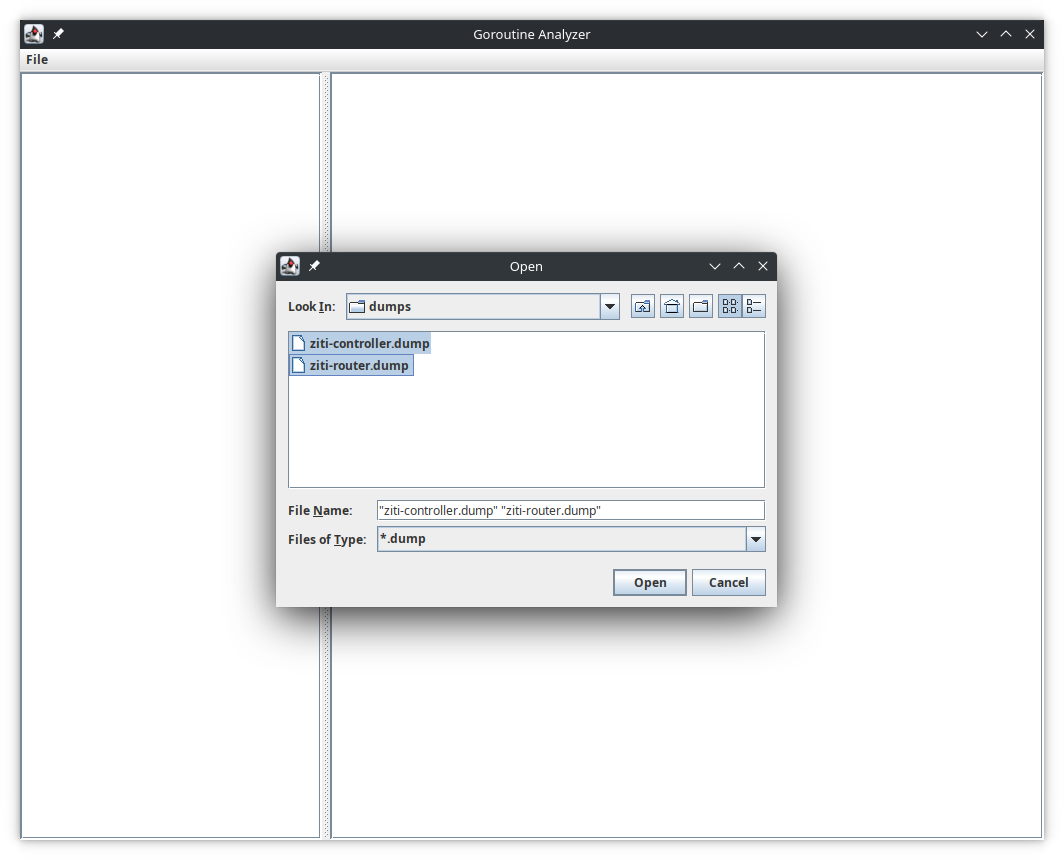 Goroutine Analyzer
File
Open
Look In: dumps
ziti-controller.dump
ziti-router.dump
File Name: "ziti-controller.dump" "ziti-router.dump"
Files of Type: *.dump
Open Cancel